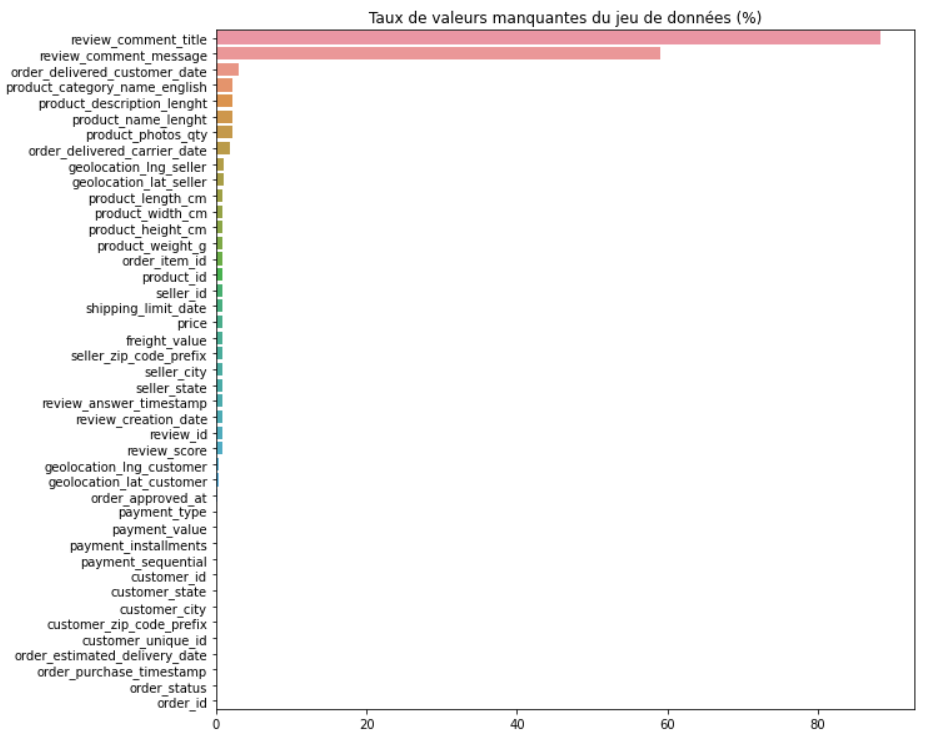 Taux de valeurs manquantes du jeu de données (%)
review_comment_title
review_comment_message
order_delivered_customer_date
product_category_name_english
product_description_lenght
product_name_lenght
product_photos_qty
order_delivered_carrier_date
geolocation_lng_seller
geolocation_lat_seller
product_length_cm
product_width_cm
product_height_cm
product_weight_g
order_item_id
product_id
seller_id
shipping_limit_date
price
freight_value
seller_zip_code_prefix
seller_city
seller_state
review_answer_timestamp
review_creation_date
review_id
review_score
geolocation_lng_customer
geolocation_lat_customer
order_approved_at
payment_type
payment_value
payment_installments
payment_sequential
customer_id
customer_state
customer_city
customer_zip_code_prefix
customer_unique_id
order_estimated_delivery_date
order_purchase_timestamp
order_status
order_id
0 20 40 60 80